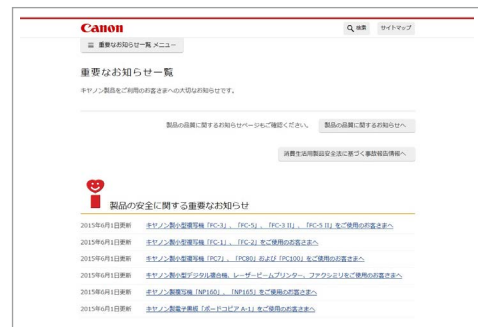 Canon
検索 サイトマップ
重要なお知らせ一覧 メニュー
重要なお知らせ一覧
キヤノン製品をご利用のお客さまへの大切なお知らせです。
製品の品質に関するお知らせページもご確認ください。 製品の品質に関するお知らせへ
消費生活用製品安全法に基づく事故報告情報へ
製品の安全に関する重要なお知らせ
2015年6月1日更新 キヤノン製小型複写機「FC-3」、「FC-5」、「FC-3 II」、「FC-5 II」をご使用のお客さまへ
2015年6月1日更新 キヤノン製小型複写機「FC-1」、「FC-2」をご使用のお客さまへ
2015年6月1日更新 キヤノン製小型複写機「PC7」、「PC80」および「PC100」をご使用のお客さまへ
2015年6月1日更新 キヤノン製小型デジタル複合機、レーザービームプリンター、ファクシミリをご使用のお客さまへ
2015年6月1日更新 キヤノン製複写機「NP160」、「NP165」をご使用のお客さまへ
2015年6月1日更新 キヤノン製電子黒板「ボードコピア A-1」をご使用のお客さまへ